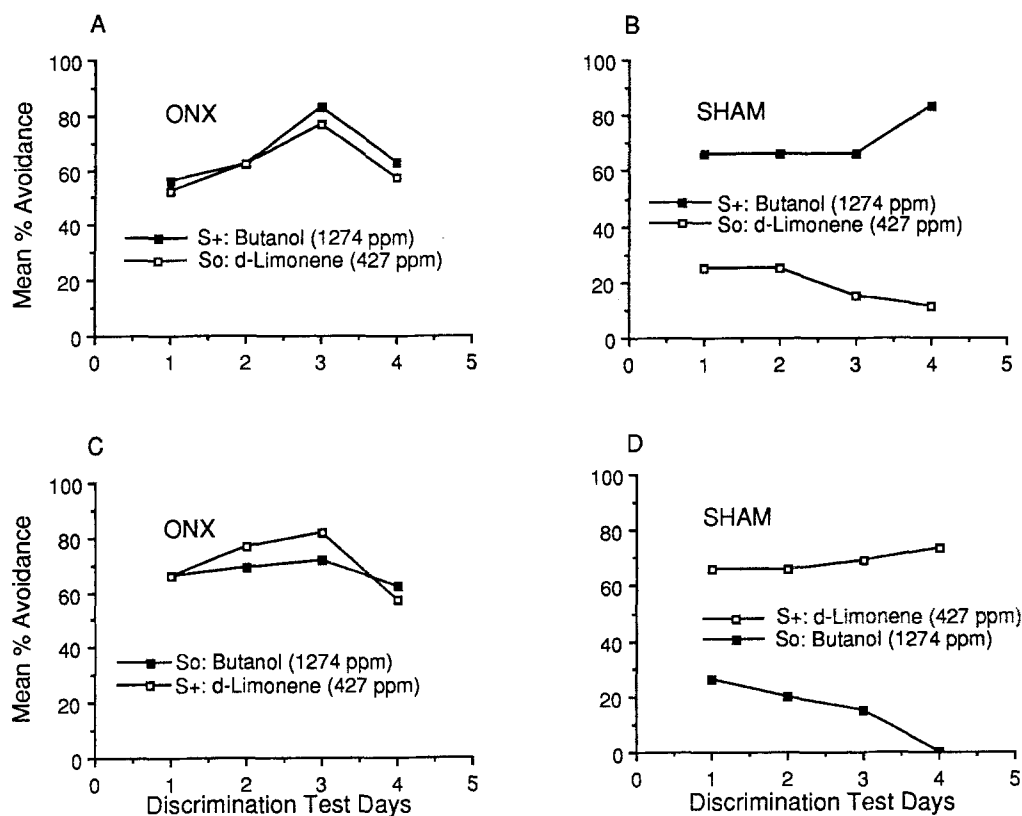 A
Mean % Avoidance
100
80
60
40
20
0
ONX
S+: Butanol (1274 ppm)
So: d-Limonene (427 ppm)
0 1 2 3 4 5
B
100
80
60
40
20
0
SHAM
S+: Butanol (1274 ppm)
So: d-Limonene (427 ppm)
0 1 2 3 4 5
C
Mean % Avoidance
100
80
60
40
20
0
ONX
So: Butanol (1274 ppm)
S+: d-Limonene (427 ppm)
0 1 2 3 4 5
Discrimination Test Days
D
100
80
60
40
20
0
SHAM
S+: d-Limonene (427 ppm)
So: Butanol (1274 ppm)
0 1 2 3 4 5
Discrimination Test Days